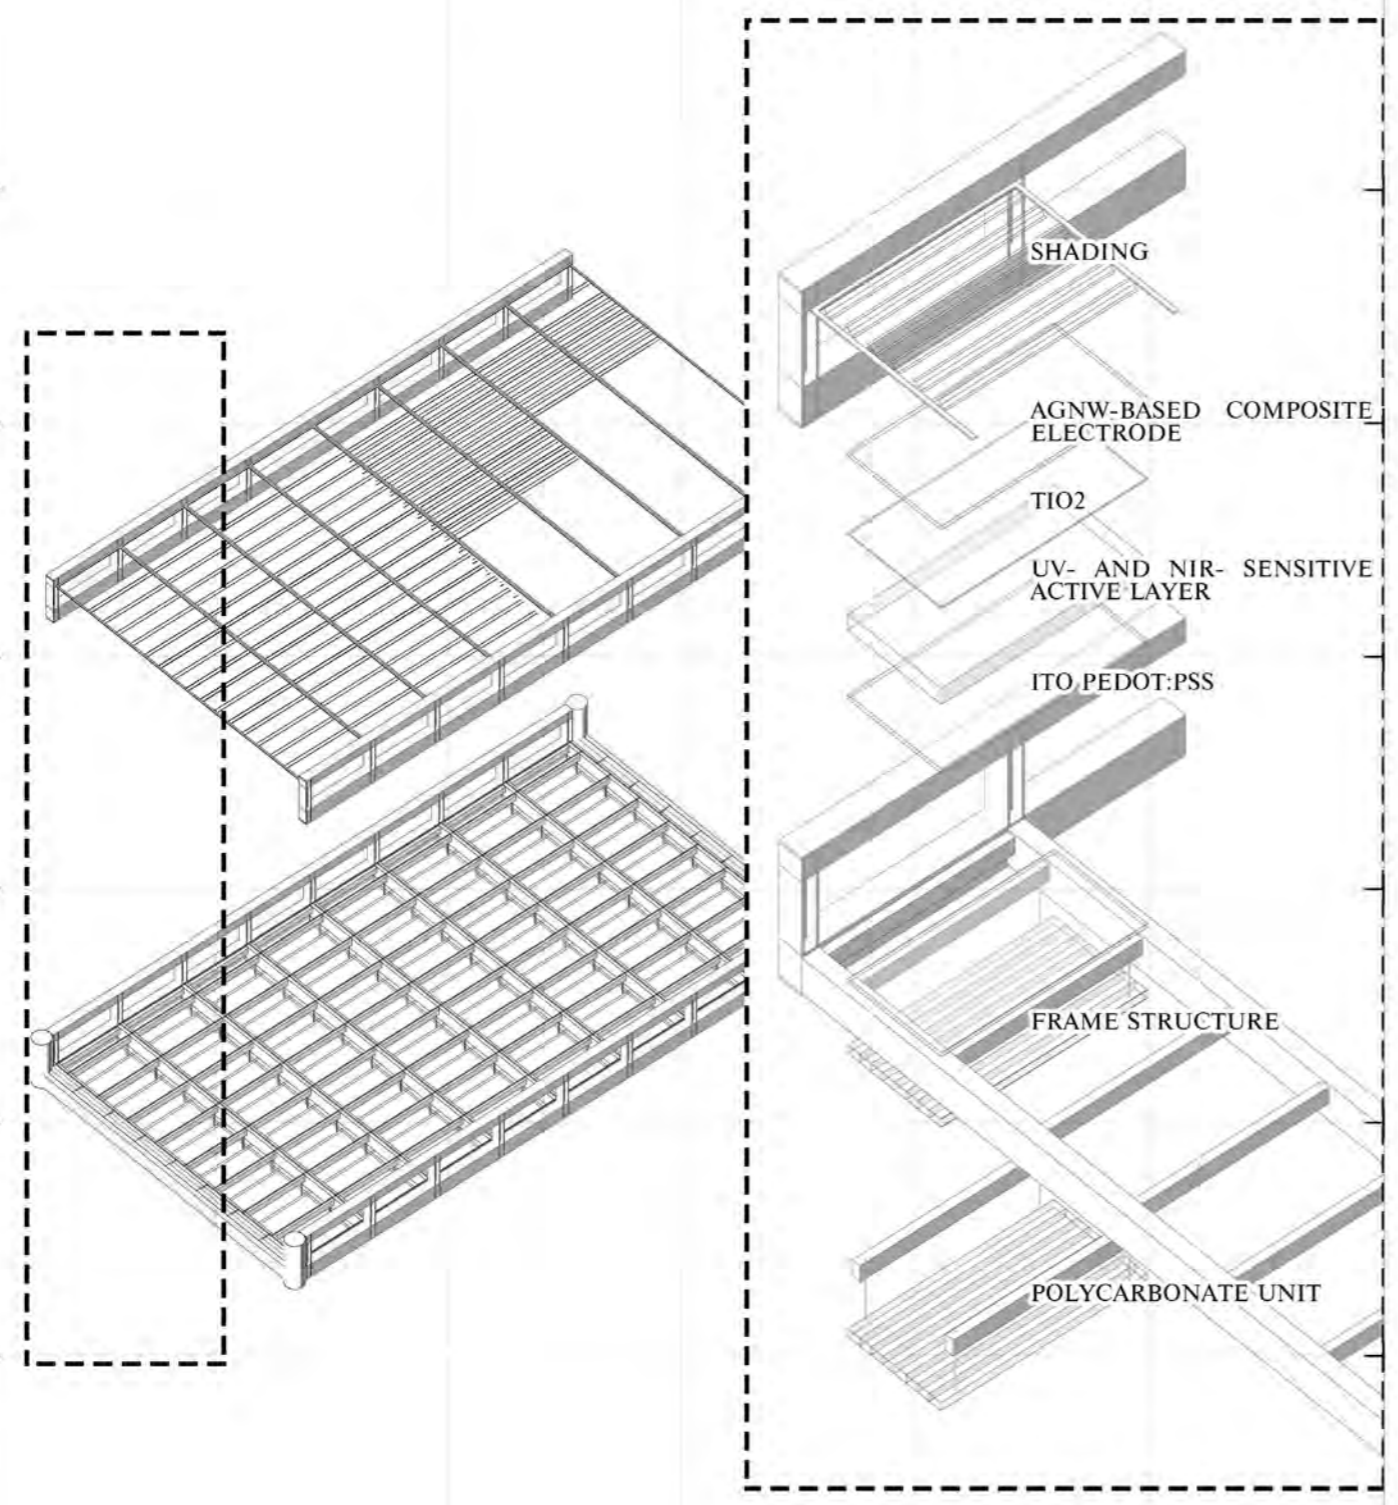 SHADING
AGNW-BASED COMPOSITE
ELECTRODE
TIO2
UV- AND NIR- SENSITIVE
ACTIVE LAYER
ITO PEDOT:PSS
FRAME STRUCTURE
POLYCARBONATE UNIT